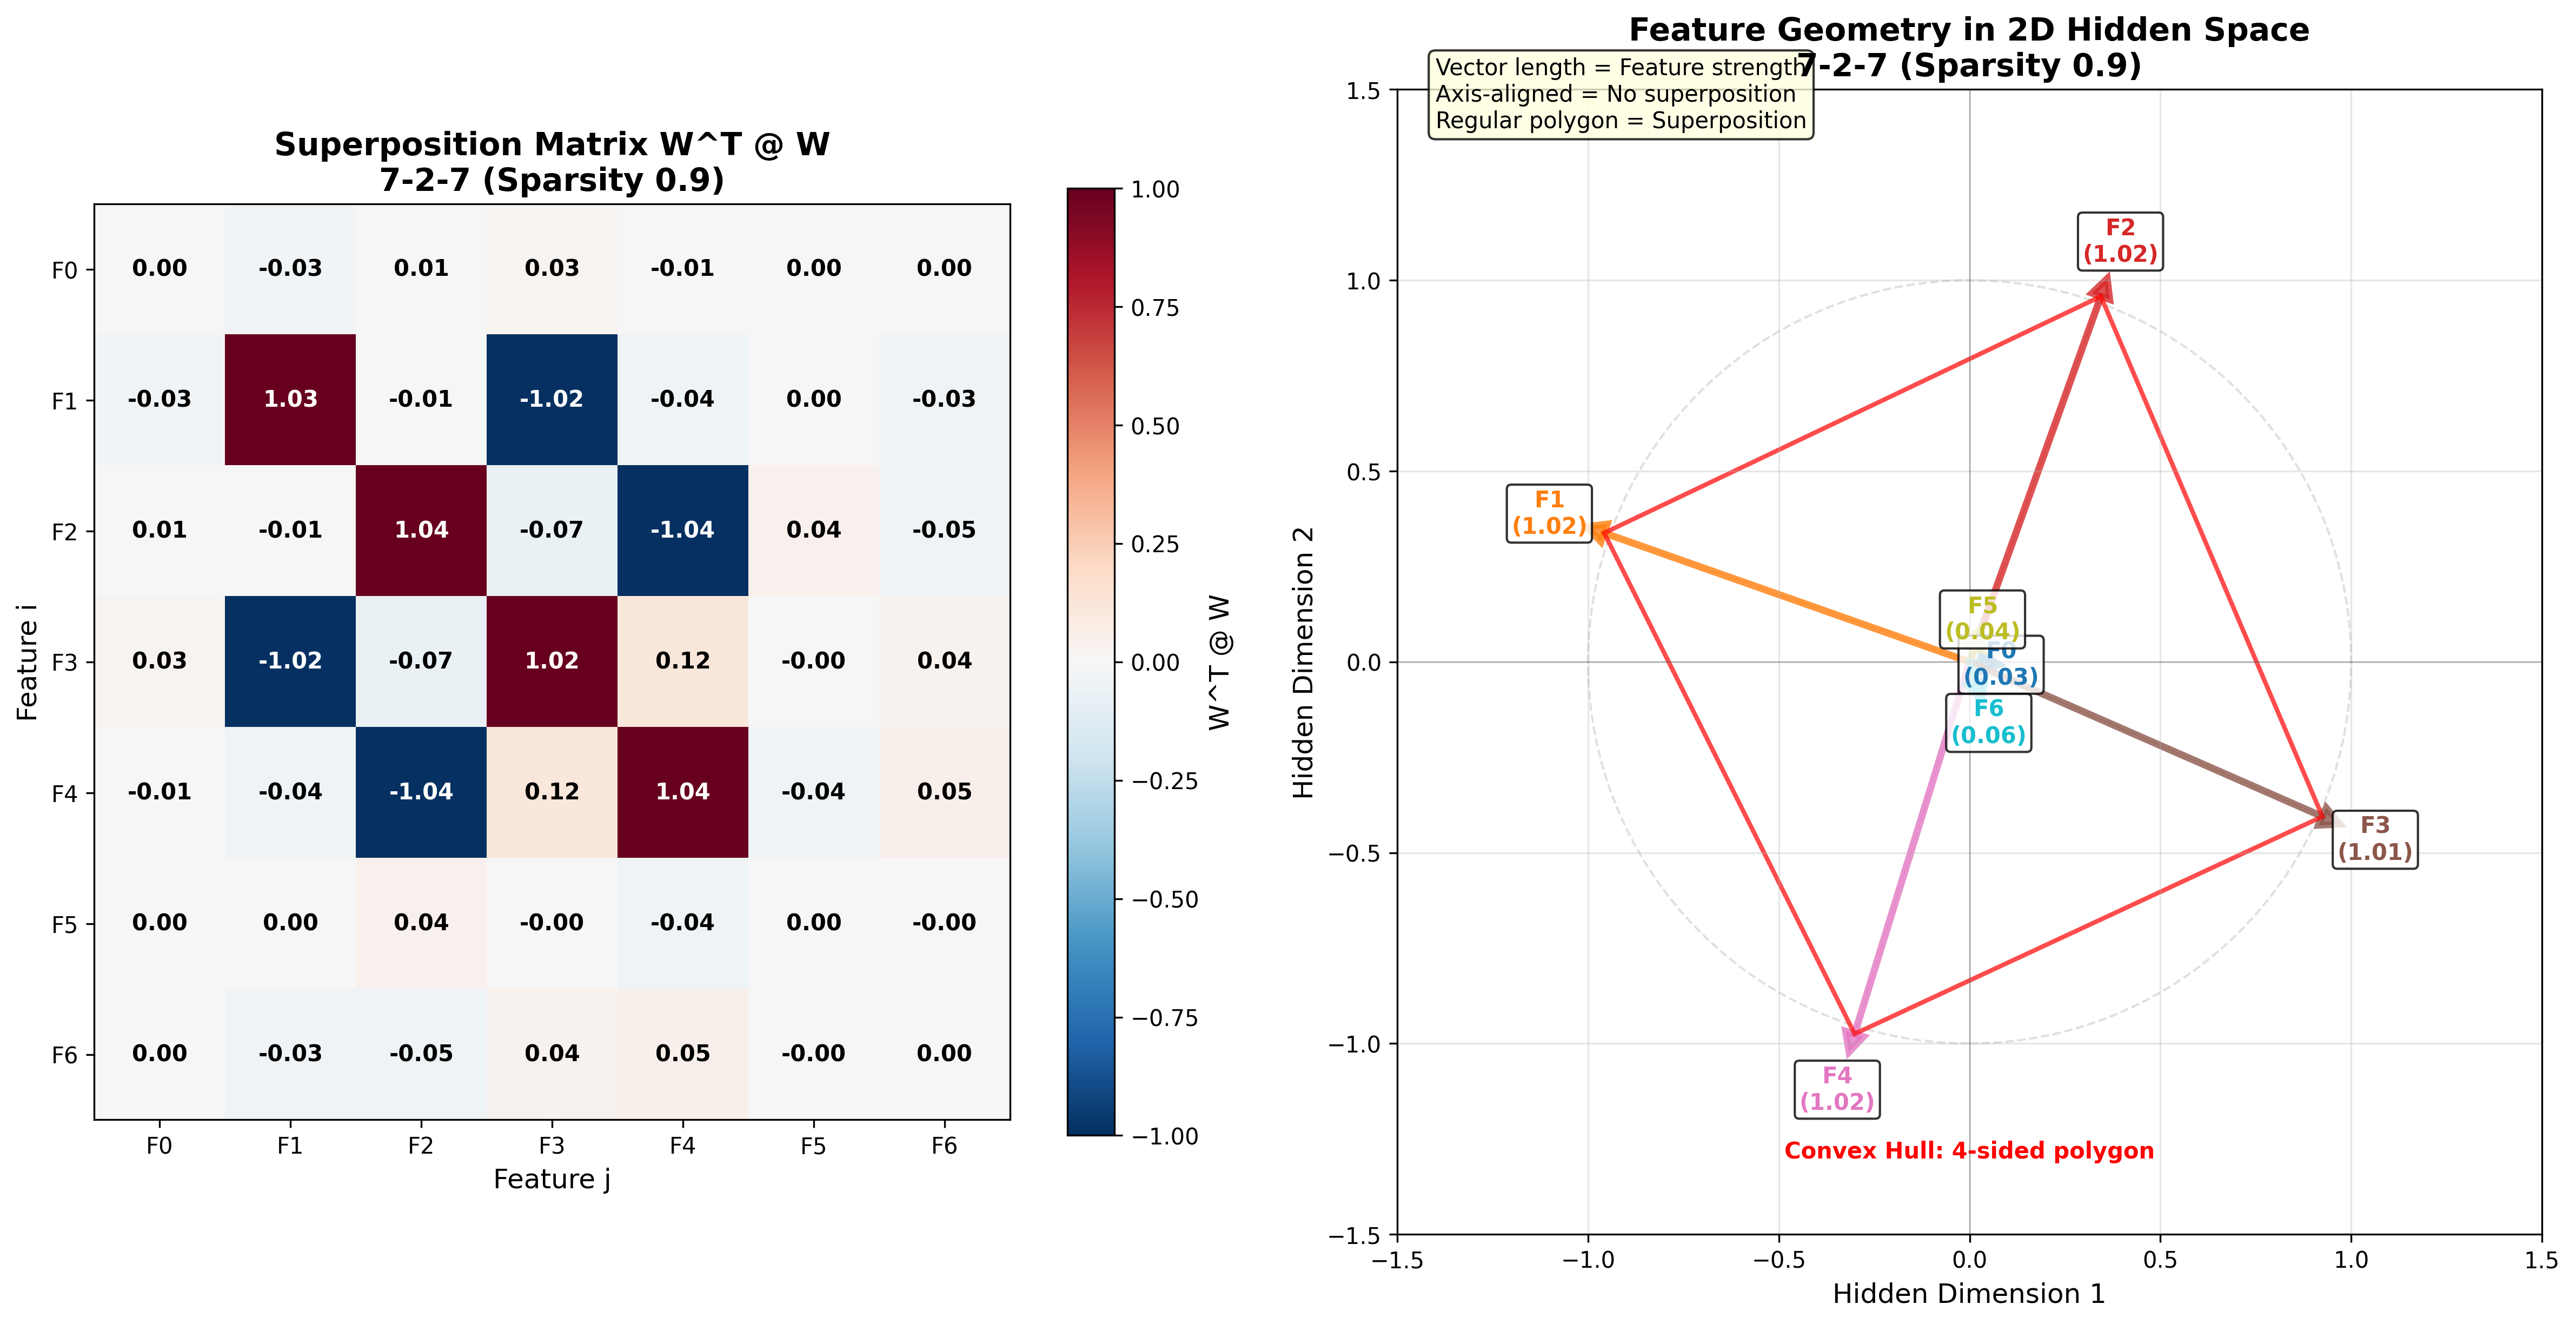 Superposition Matrix W^T @ W
7-2-7 (Sparsity 0.9)
F0 0.00 -0.03 0.01 0.03 -0.01 0.00 0.00
F1 -0.03 1.03 -0.01 -1.02 -0.04 0.00 -0.03
F2 0.01 -0.01 1.04 -0.07 -1.04 0.04 -0.05
F3 0.03 -1.02 -0.07 1.02 0.12 -0.00 0.04
F4 -0.01 -0.04 -1.04 0.12 1.04 -0.04 0.05
F5 0.00 0.00 0.04 -0.00 -0.04 0.00 -0.00
F6 0.00 -0.03 -0.05 0.04 0.05 -0.00 0.00
F0 F1 F2 F3 F4 F5 F6
Feature j
Feature i
1.00
0.75
0.50
0.25
0.00
−0.25
−0.50
−0.75
−1.00
W^T @ W
Feature Geometry in 2D Hidden Space
7-2-7 (Sparsity 0.9)
Vector length = Feature strength
Axis-aligned = No superposition
Regular polygon = Superposition
1.5
1.0
0.5
0.0
−0.5
−1.0
−1.5
Hidden Dimension 2
F2
(1.02)
F1
(1.02)
F5
(0.04)
F0
(0.03)
F6
(0.06)
F3
(1.01)
F4
(1.02)
Convex Hull: 4-sided polygon
−1.5 −1.0 −0.5 0.0 0.5 1.0 1.5
Hidden Dimension 1